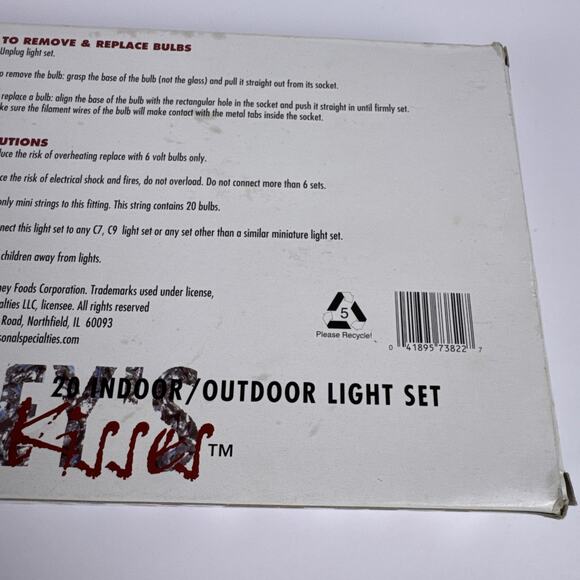 TO REMOVE & REPLACE BULBS
Unplug light set.
o remove the bulb: grasp the base of the bulb (not the glass) and pull it straight out from its socket.
replace a bulb: align the base of the bulb with the rectangular hole in the socket and push it straight in until firmly set.
ke sure the filament wires of the bulb will make contact with the metal tabs inside the socket.
UTIONS
uce the risk of overheating replace with 6 volt bulbs only.
ce the risk of electrical shock and fires, do not overload. Do not connect more than 6 sets.
only mini strings to this fitting. This string contains 20 bulbs.
nect this light set to any C7, C9 light set or any set other than a similar miniature light set.
children away from lights.
ey Foods Corporation. Trademarks used under license,
alties LLC, licensee. All rights reserved
Road, Northfield, IL 60093
sonalspecialties.com
5
Please Recycle!
0 41895 73822 7
20 INDOOR/OUTDOOR LIGHT SET
EY'S
Kisses™